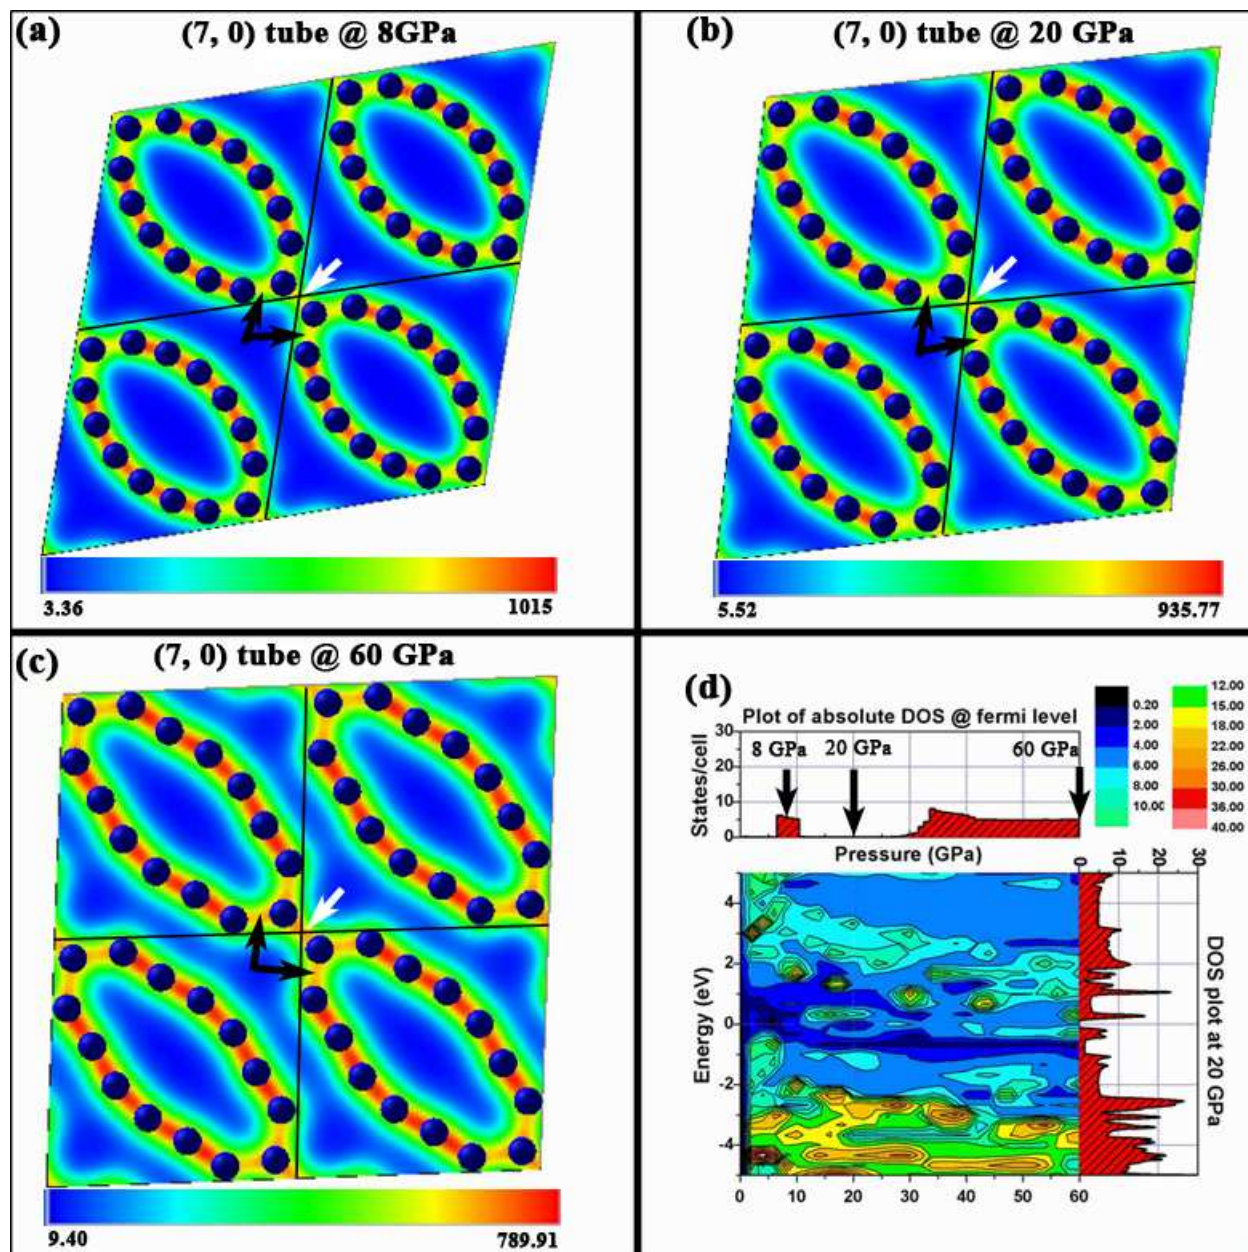 (a) (7, 0) tube @ 8GPa
3.36 1015
(b) (7, 0) tube @ 20 GPa
5.52 935.77
(c) (7, 0) tube @ 60 GPa
9.40 789.91
(d)
Plot of absolute DOS @ fermi level
8 GPa 20 GPa 60 GPa
States/cell
30
20
10
0
Pressure (GPa)
0.20
2.00
4.00
6.00
8.00
10.00
12.00
15.00
18.00
22.00
26.00
30.00
36.00
40.00
0 10 20 30
Energy (eV)
4
2
0
-2
-4
0 10 20 30 40 50 60
DOS plot at 20 GPa